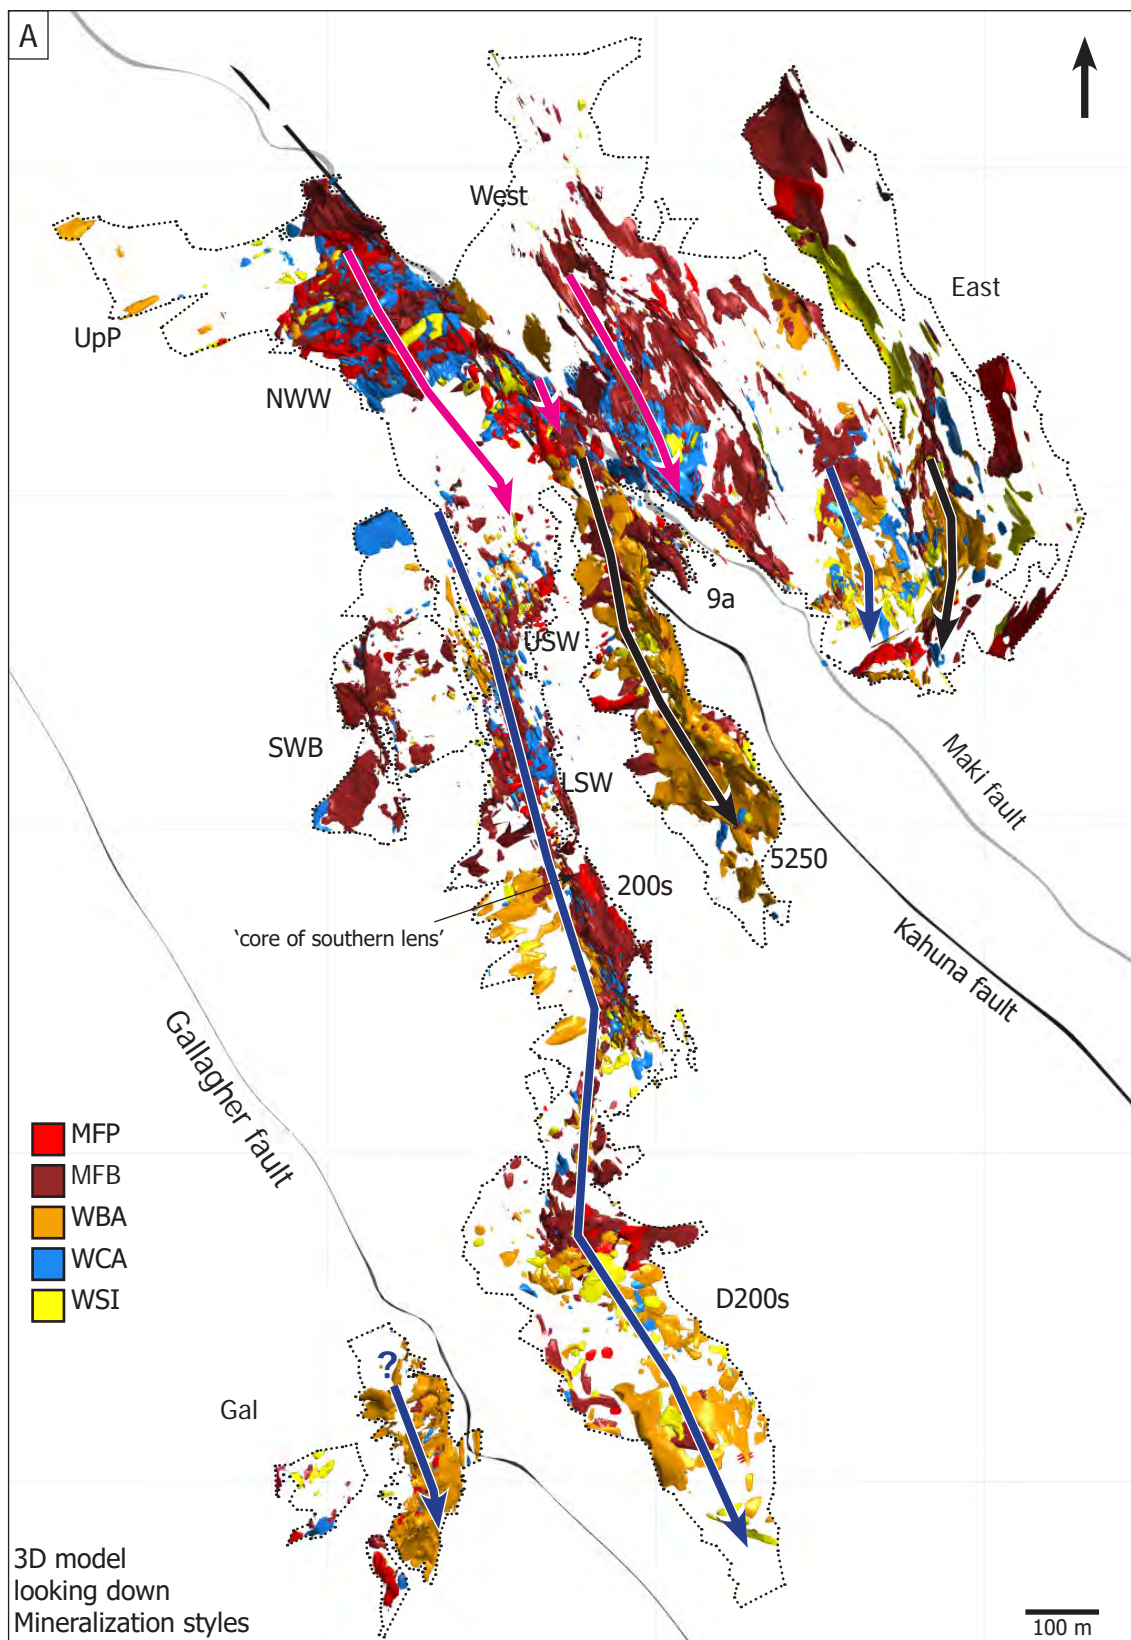 A
West
East
UpP
NWW
9a
USW
SWB
LSW
Maki fault
5250
200s
'core of southern lens'
Kahuna fault
Gallagher fault
MFP
MFB
WBA
WCA
WSI
D200s
?
Gal
3D model
looking down
Mineralization styles
100 m